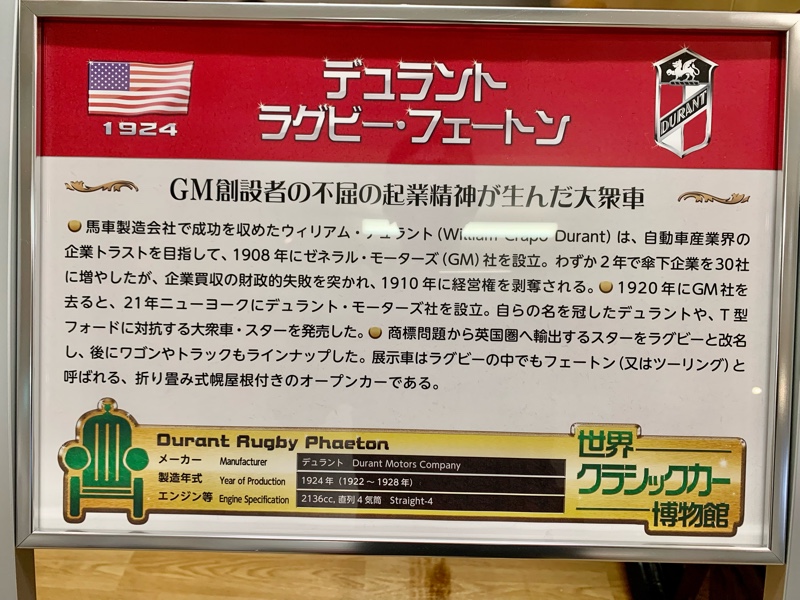 1924
デュラント
ラグビー・フェートン
DURANT
GM創設者の不屈の起業精神が生んだ大衆車
●馬車製造会社で成功を収めたウィリアム・デュラント(William Crapo Durant)は、自動車産業界の
企業トラストを目指して、1908年にゼネラル・モーターズ(GM)社を設立。わずか2年で傘下企業を30社
に増やしたが、企業買収の財政的失敗を突かれ、1910年に経営権を剥奪される。●1920年にGM社を
去ると、21年ニューヨークにデュラント・モーターズ社を設立。自らの名を冠したデュラントや、T型
フォードに対抗する大衆車・スターを発売した。●商標問題から英国圏へ輸出するスターをラグビーと改名
し、後にワゴンやトラックもラインナップした。展示車はラグビーの中でもフェートン(又はツーリング)と
呼ばれる、折り畳み式幌屋根付きのオープンカーである。
Durant Rugby Phaeton
メーカー Manufacturer デュラント Durant Motors Company
製造年式 Year of Production 1924年(1922〜1928年)
エンジン等 Engine Specification 2136cc, 直列4気筒 Straight-4
世界
クラシックカー
博物館